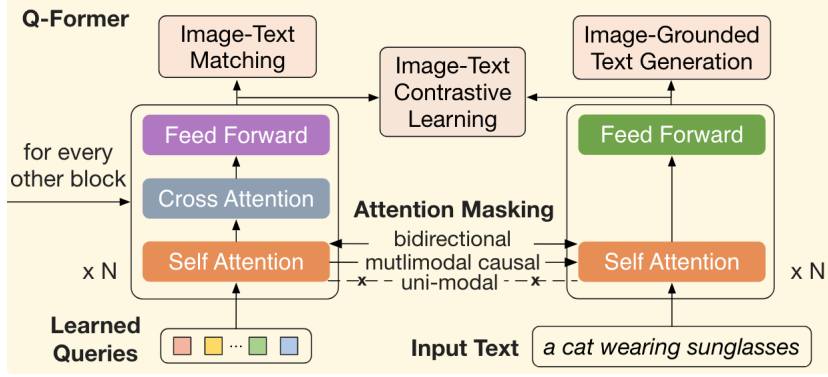 Q-Former
Image-Text
Matching
Image-Text
Contrastive
Learning
Image-Grounded
Text Generation
Feed Forward
Feed Forward
for every
other block
Cross Attention
Attention Masking
bidirectional
mutlimodal causal
uni-modal
x
x
Self Attention
Self Attention
x N
x N
Learned
Queries
...
Input Text
a cat wearing sunglasses